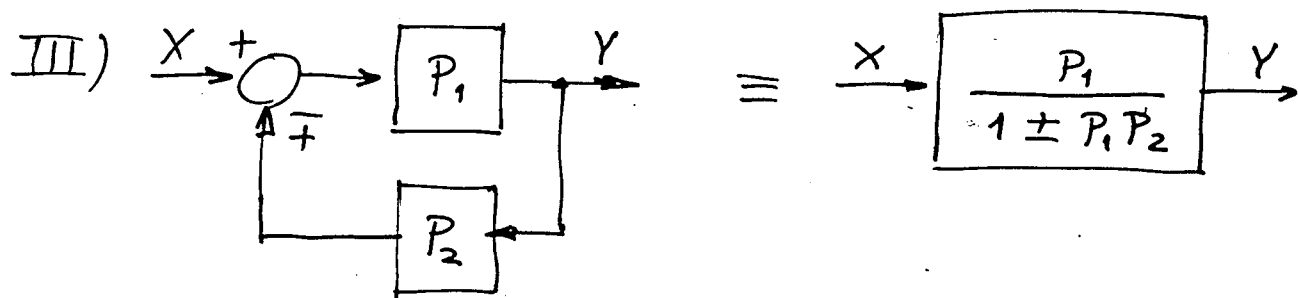 III) X + P₁ Y ≡ X P₁ Y
∓ 1 ± P₁P₂
P₂